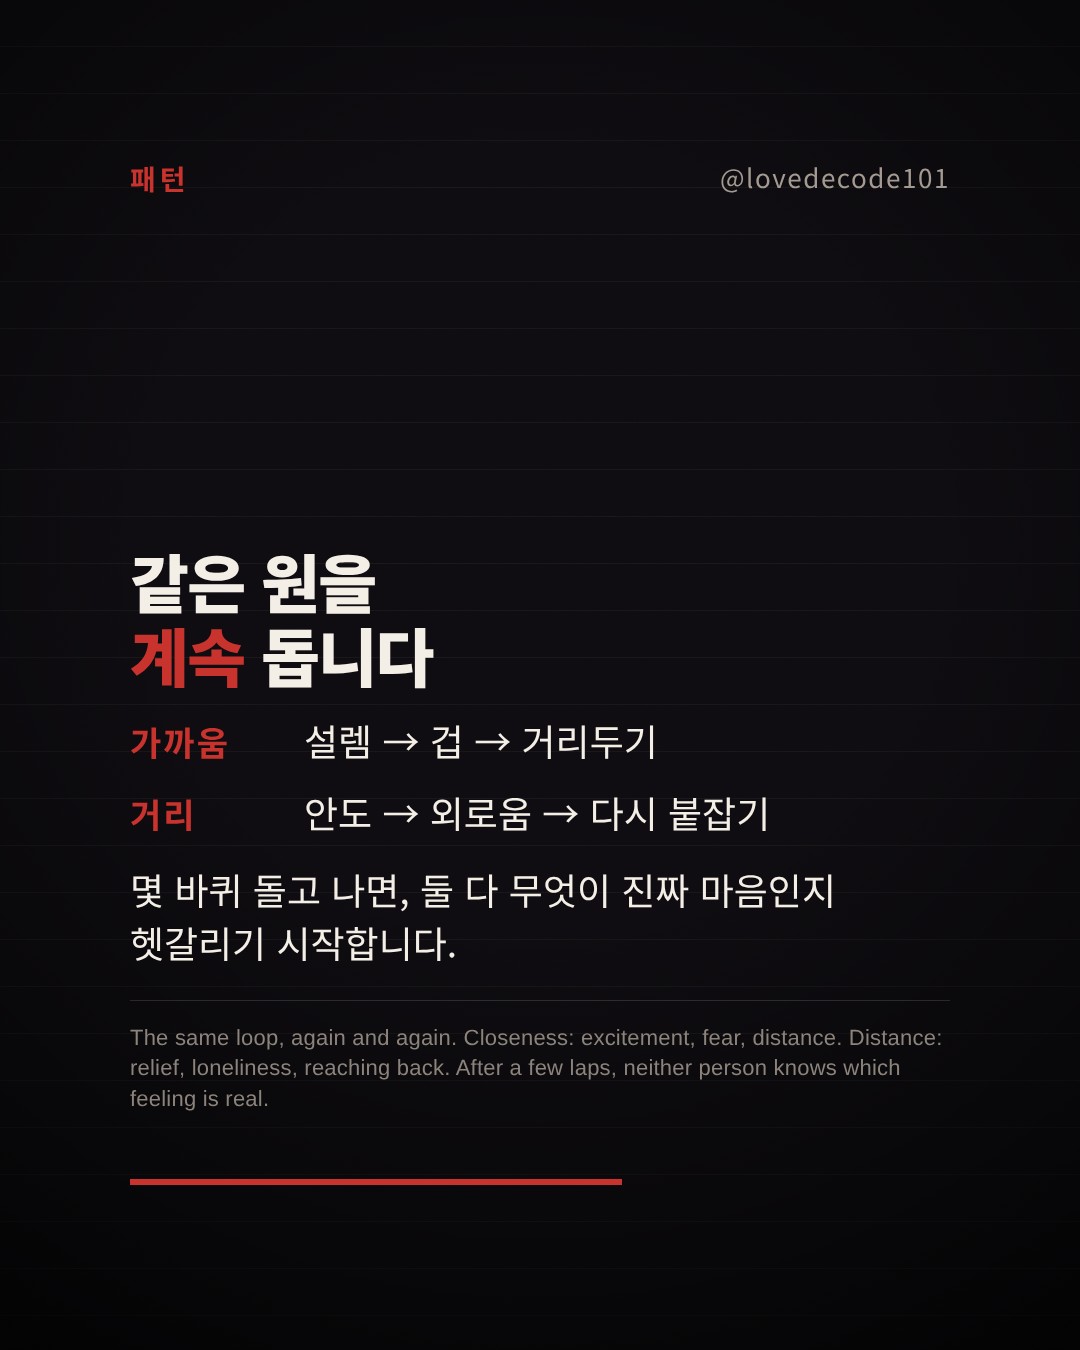 패턴
@lovedecode101
같은 원을
계속 돕니다
가까움 설렘 → 겁 → 거리두기
거리 안도 → 외로움 → 다시 붙잡기
몇 바퀴 돌고 나면, 둘 다 무엇이 진짜 마음인지
헷갈리기 시작합니다.
The same loop, again and again. Closeness: excitement, fear, distance. Distance:
relief, loneliness, reaching back. After a few laps, neither person knows which
feeling is real.